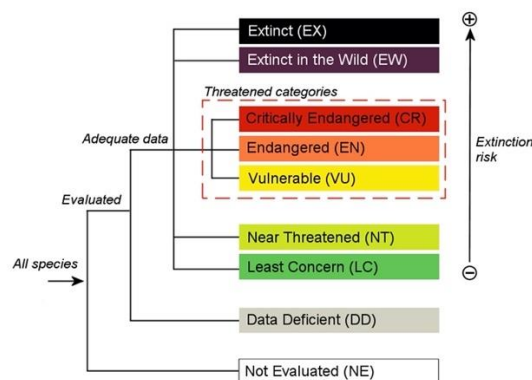 Extinct (EX)
Extinct in the Wild (EW)
Threatened categories
Critically Endangered (CR)
Adequate data
Endangered (EN)
Extinction
risk
Vulnerable (VU)
Evaluated
Near Threatened (NT)
All species
Least Concern (LC)
Data Deficient (DD)
Not Evaluated (NE)